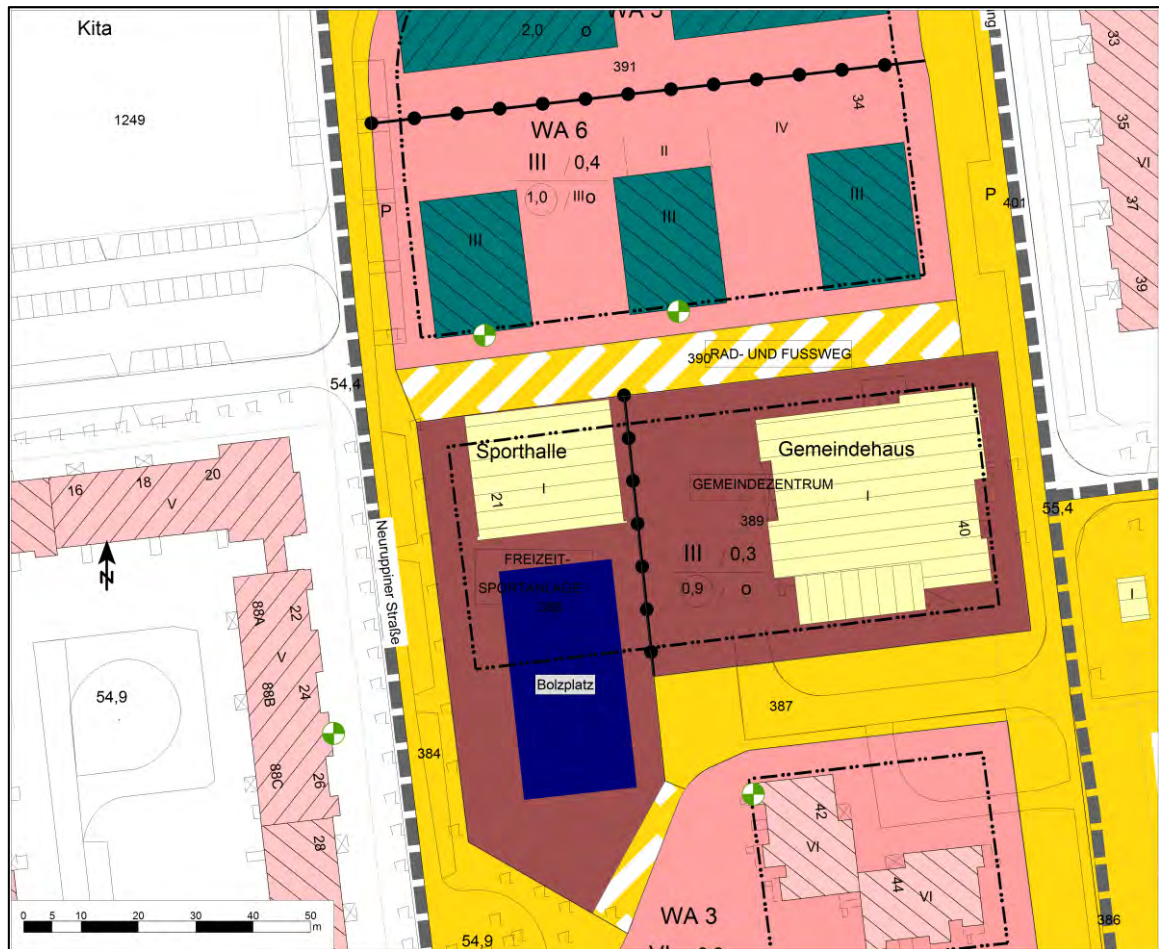 Kita
WA 5
2,0 o
ing
33
391
34
35
1249
WA 6
II
IV
VI
III / 0,4
1,0 / III o
III
III
III
P
P
401
37
39
390
RAD- UND FUSSWEG
54,4
Sporthalle
Gemeindehaus
I
21
GEMEINDEZENTRUM
I
389
40
55,4
16
18
20
V
III / 0,3
0,9 / o
FREIZEIT-
SPORTANLAGE
Neuruppiner Straße
N
I
88A
22
V
88B
24
Bolzplatz
54,9
387
384
88C
26
28
42
VI
44
VI
WA 3
386
54,9
0 5 10 20 30 40 50
m